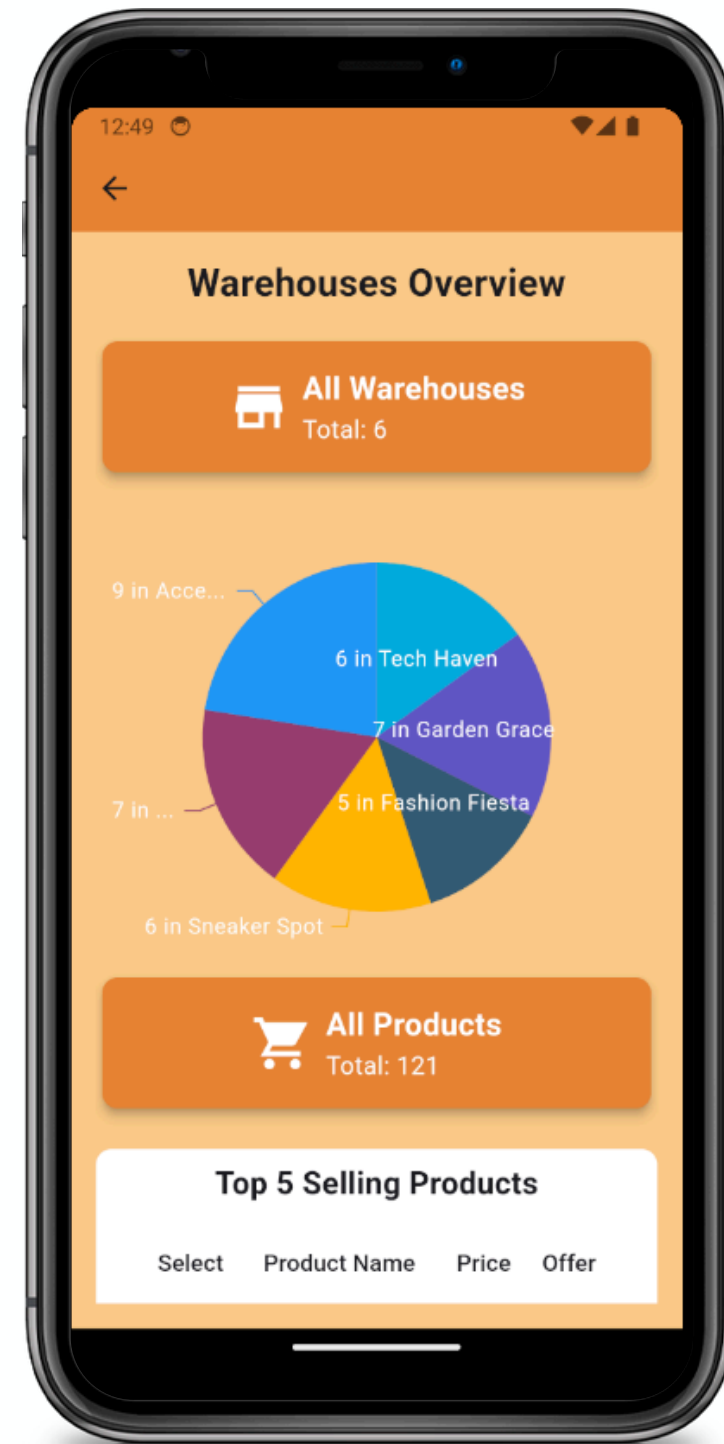 12:49
Warehouses Overview
All Warehouses
Total: 6
9 in Acce...
6 in Tech Haven
7 in Garden Grace
5 in Fashion Fiesta
7 in ...
6 in Sneaker Spot
All Products
Total: 121
Top 5 Selling Products
Select Product Name Price Offer